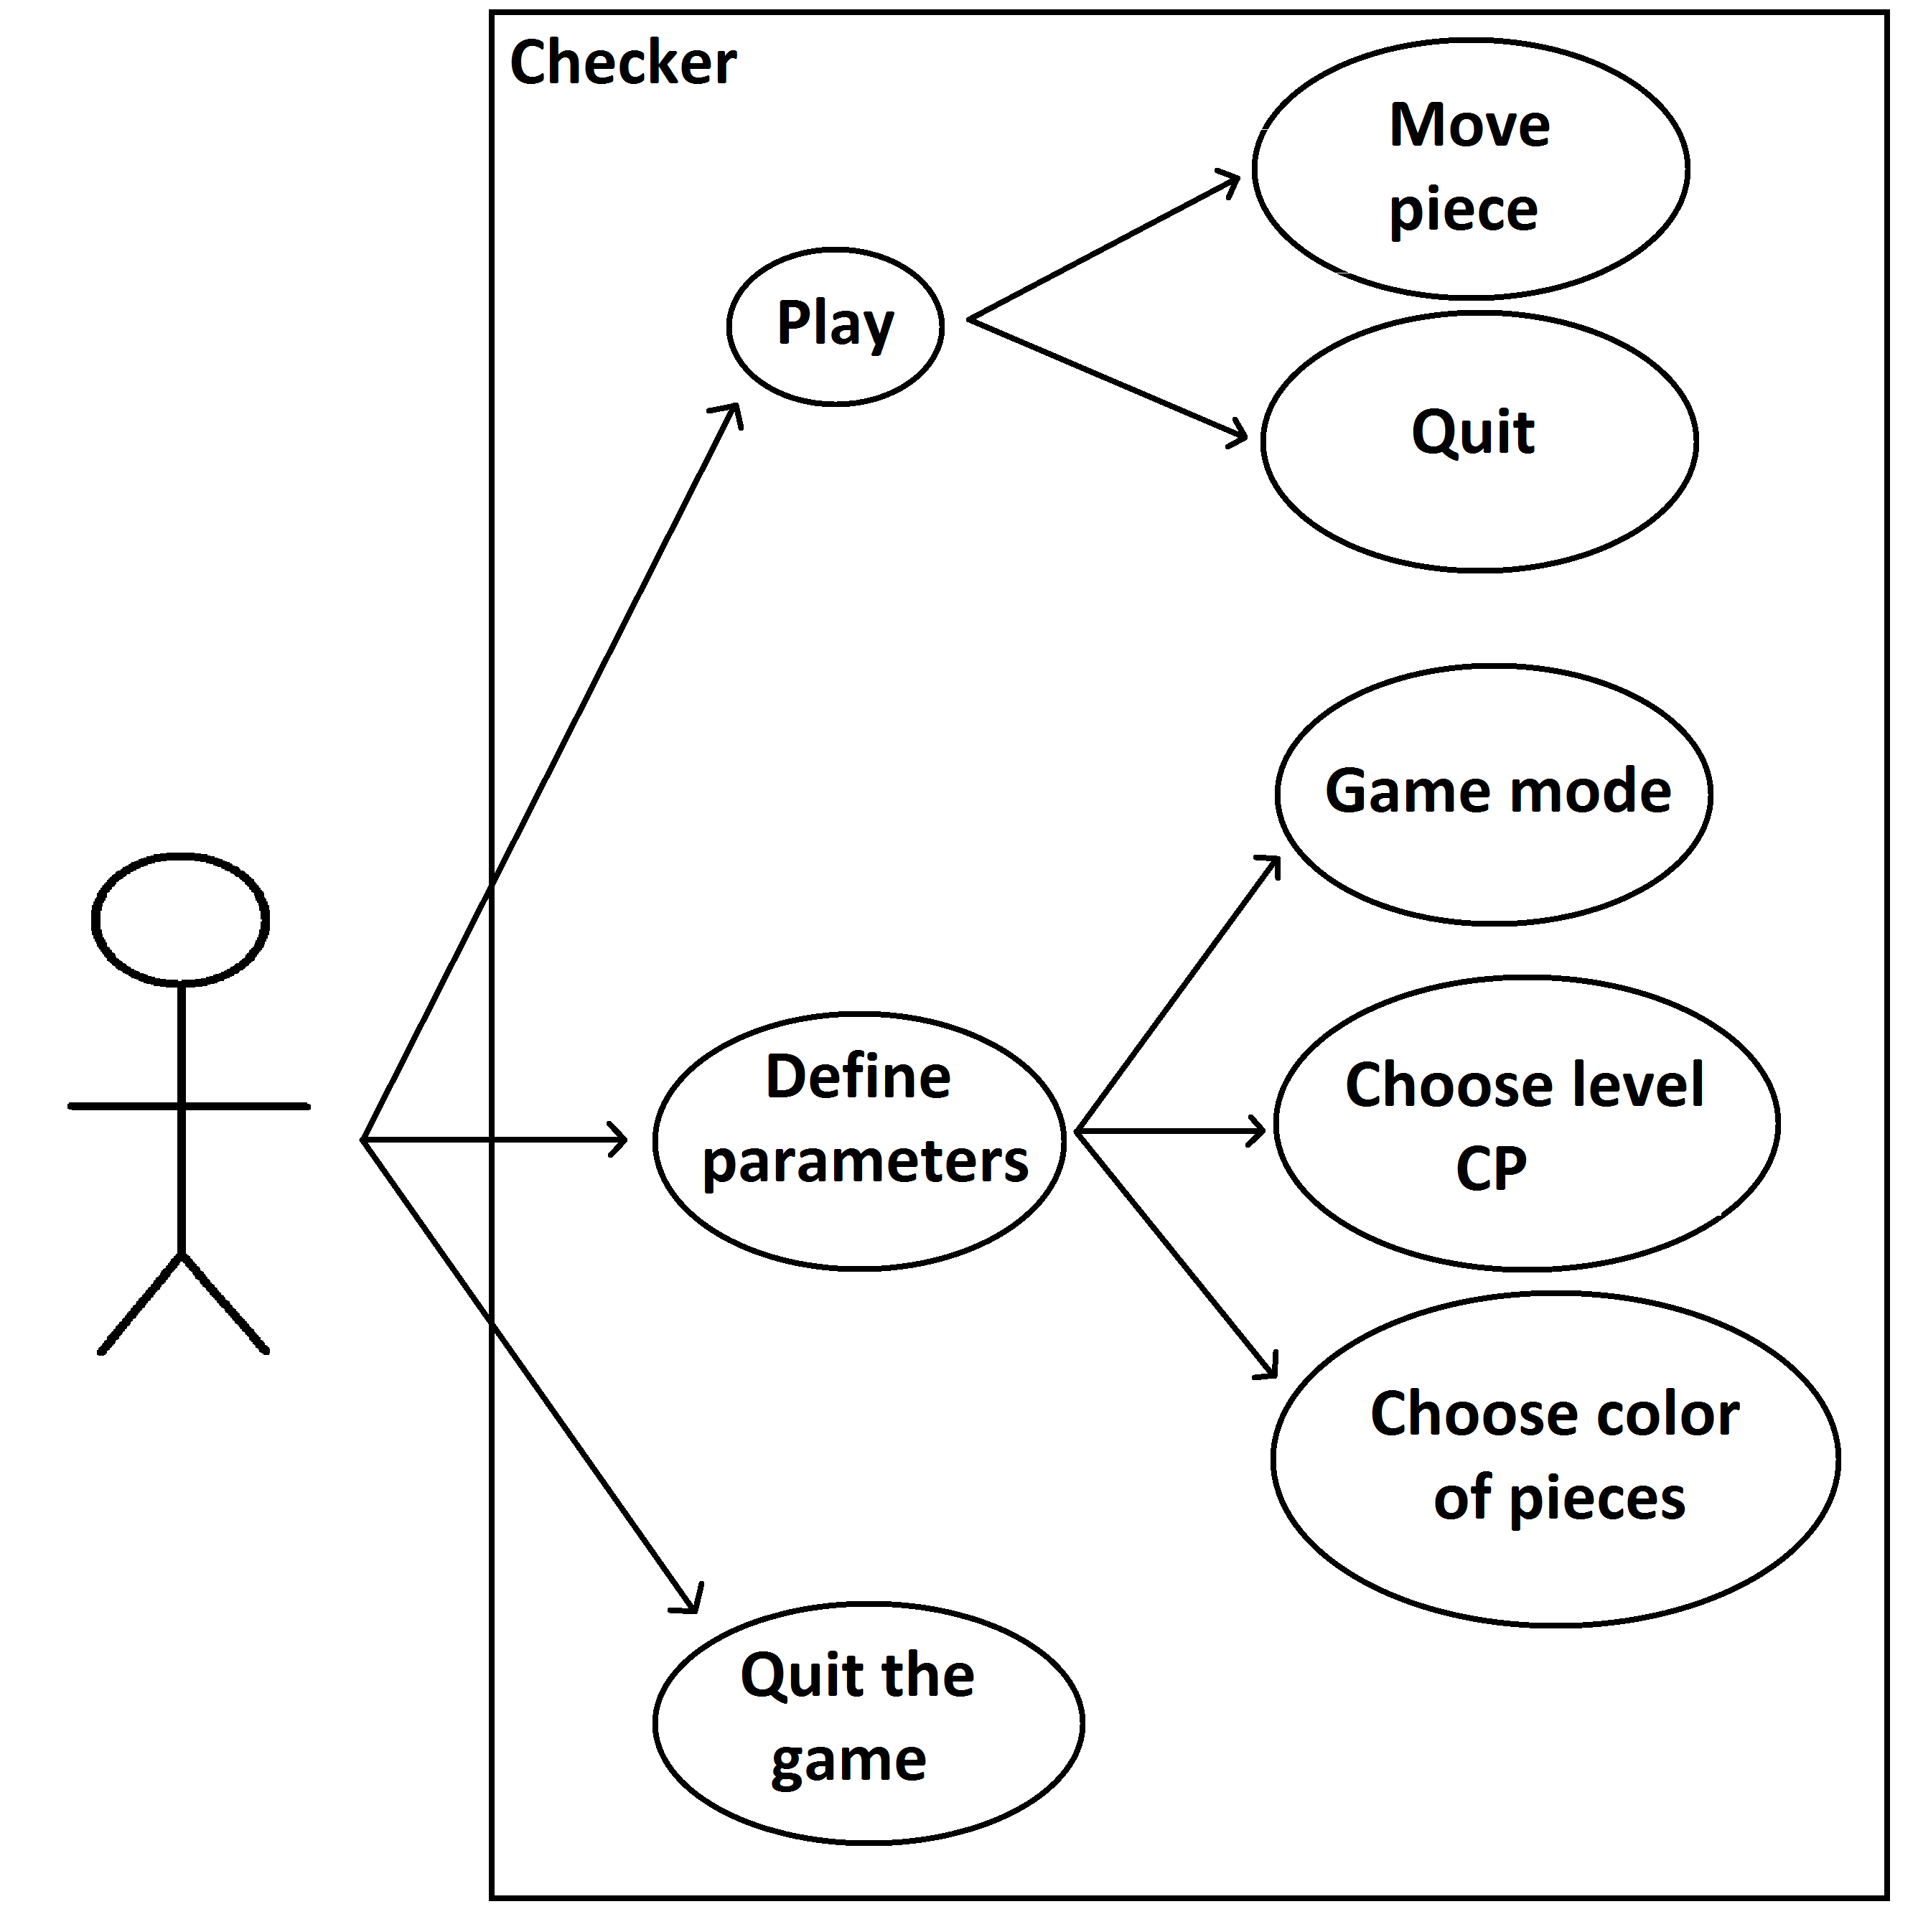 Checker
Move
piece
Play
Quit
Game mode
Define
parameters
Choose level
CP
Choose color
of pieces
Quit the
game